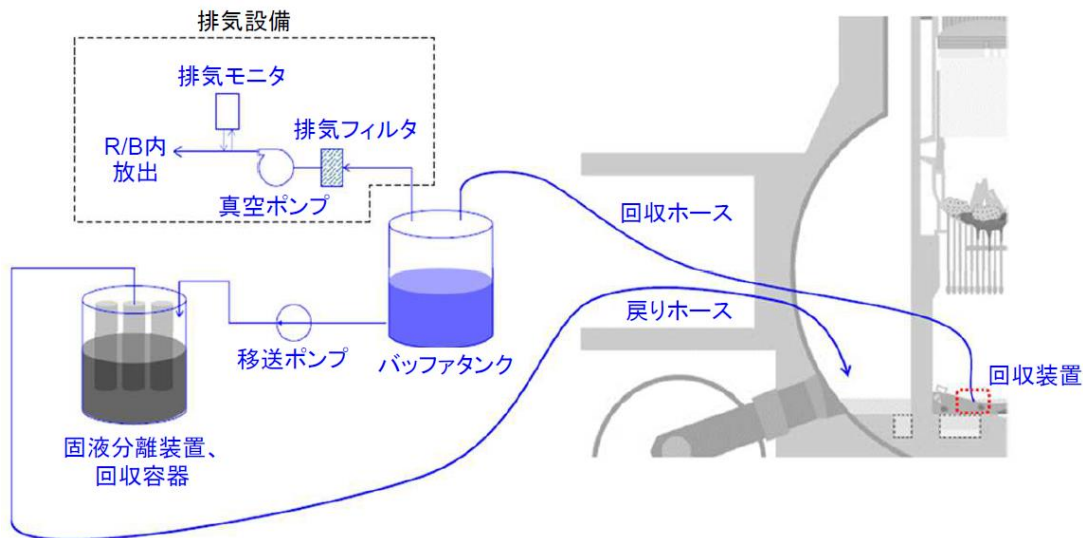 排気設備
排気モニタ
R/B内
放出
排気フィルタ
真空ポンプ
回収ホース
戻りホース
移送ポンプ
バッファタンク
回収装置
固液分離装置、
回収容器